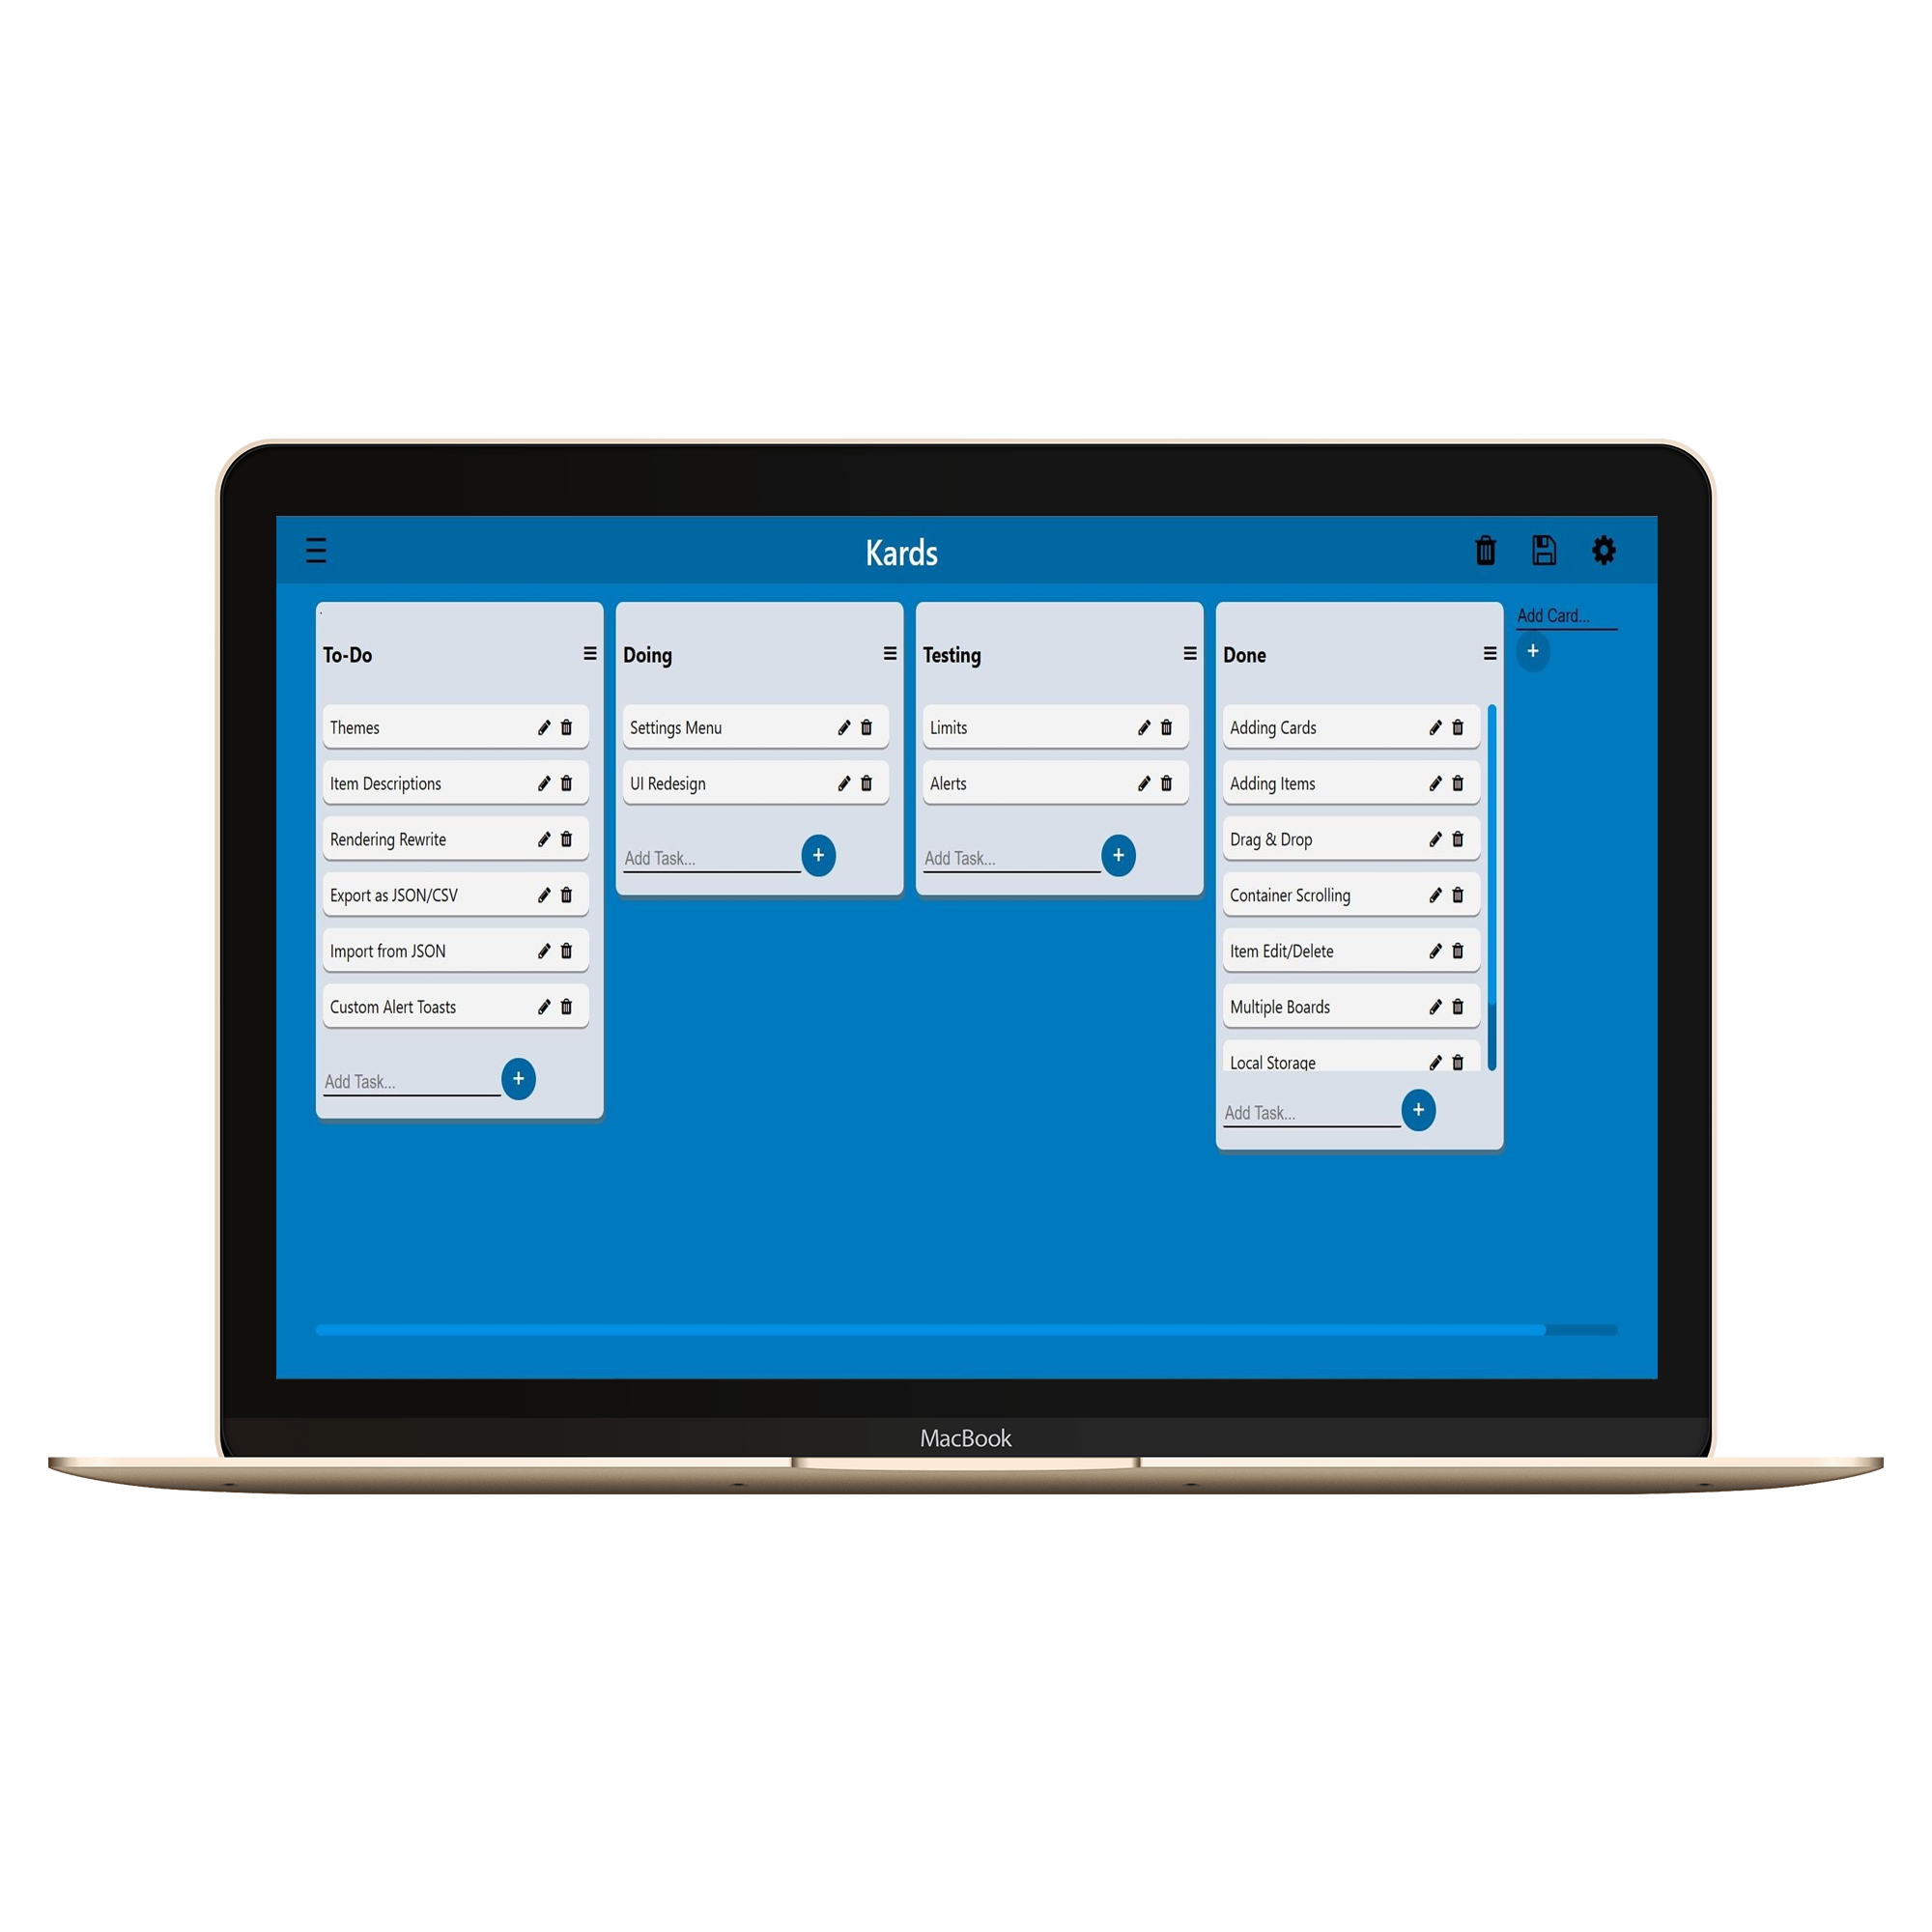 Kards
To-Do
Themes
Item Descriptions
Rendering Rewrite
Export as JSON/CSV
Import from JSON
Custom Alert Toasts
Add Task...
+
Doing
Settings Menu
UI Redesign
Add Task...
+
Testing
Limits
Alerts
Add Task...
+
Done
Adding Cards
Adding Items
Drag & Drop
Container Scrolling
Item Edit/Delete
Multiple Boards
Local Storage
Add Task...
+
Add Card...
+
MacBook